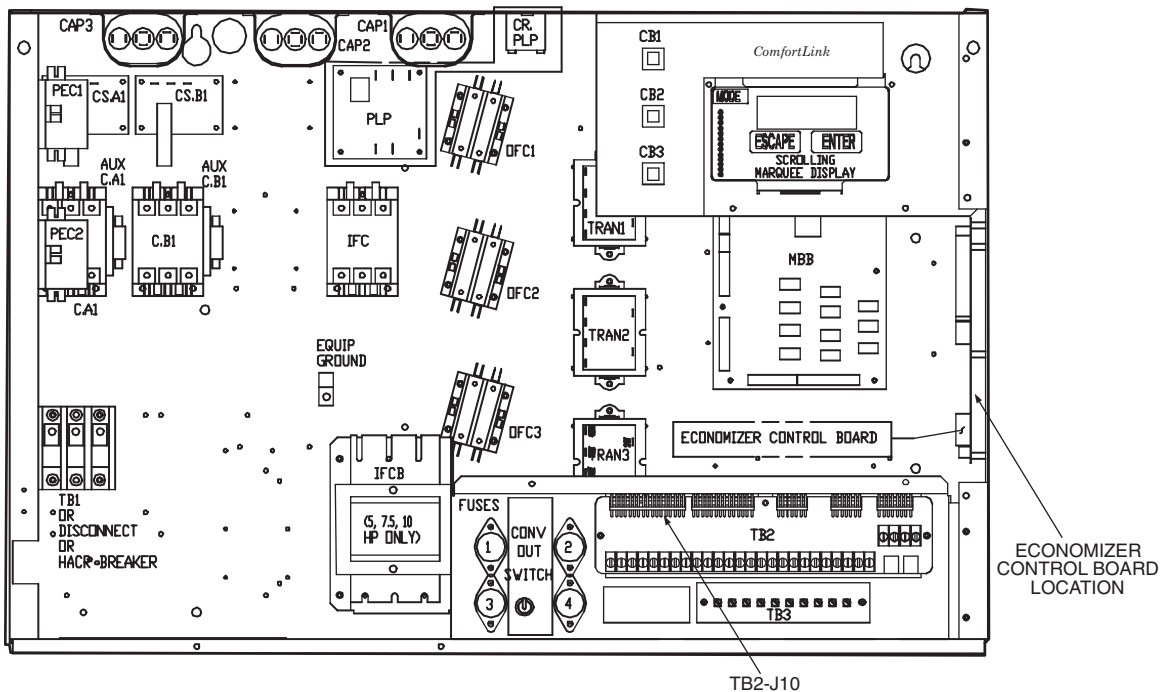 CAP3
CAP1
CAP2
CR.
PLP
CB1
ComfortLink
PEC1
CS.A1
CS.B1
PLP
OFC1
CB2
MODE
ESCAPE
ENTER
SCROLLING
MARQUEE DISPLAY
CB3
AUX
C.A1
AUX
C.B1
PEC2
C.B1
IFC
TRAN1
MBB
C.A1
OFC2
TRAN2
EQUIP
GROUND
OFC3
ECONOMIZER CONTROL BOARD
TRAN3
IFCB
(5, 7.5, 10
HP ONLY)
TB1
OR
DISCONNECT
OR
HACR BREAKER
FUSES
1
CONV
OUT
SWITCH
2
3
4
TB2
TB3
ECONOMIZER
CONTROL BOARD
LOCATION
TB2-J10